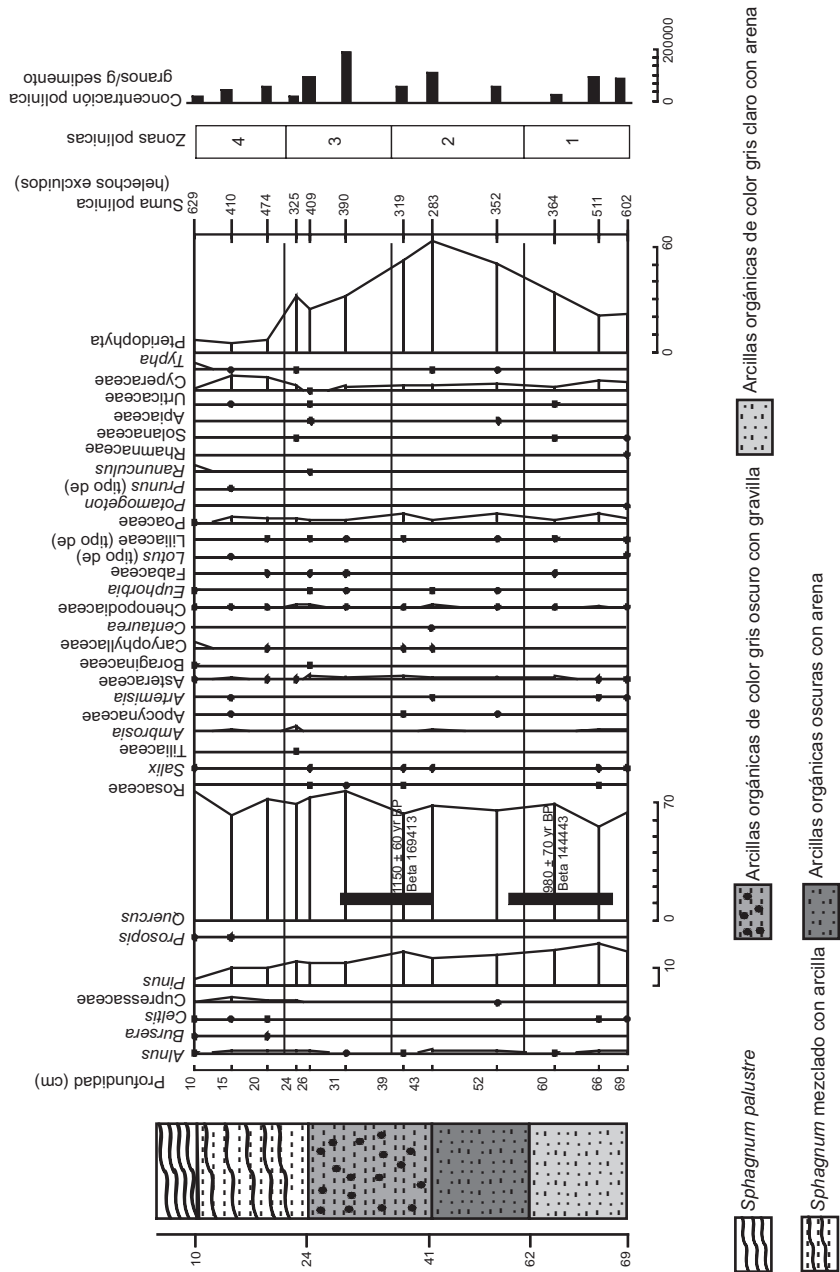 Profundidad (cm)
Alnus
Bursera
Celtis
Cupressaceae
Pinus
Prosopis
Quercus
Rosaceae
Salix
Tiliaceae
Ambrosia
Apocynaceae
Artemisia
Asteraceae
Boraginaceae
Caryophyllaceae
Centaurea
Chenopodiaceae
Euphorbia
Fabaceae
Lotus (tipo de)
Liliaceae (tipo de)
Poaceae
Potamogeton
Prunus (tipo de)
Ranunculus
Rhamnaceae
Solanaceae
Apiaceae
Urticaceae
Cyperaceae
Typha
Pteridophyta
Suma polínica
(helechos excluidos)
Zonas polínicas
Concentración polínica
granos/g sedimento
10
24
41
62
69
10
15
20
24
26
31
39
43
52
60
66
69
10
1150 ± 60 yr BP
Beta 169413
980 ± 70 yr BP
Beta 144443
0
70
0
60
629
410
474
325
409
390
319
283
352
364
511
602
4
3
2
1
0
200000
Sphagnum palustre
Sphagnum mezclado con arcilla
Arcillas orgánicas de color gris oscuro con gravilla
Arcillas orgánicas oscuras con arena
Arcillas orgánicas de color gris claro con arena